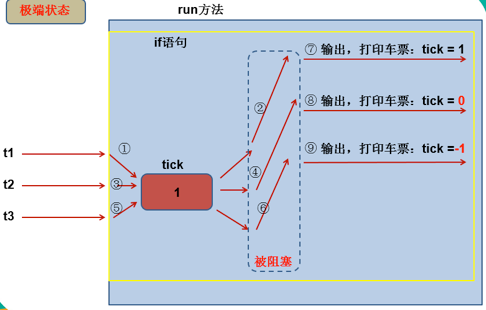 极端状态
run方法
if语句
⑦ 输出，打印车票：tick = 1
②
⑧ 输出，打印车票：tick = 0
t1
①
tick
⑨ 输出，打印车票：tick =-1
④
t2
③
1
t3
⑤
⑥
被阻塞